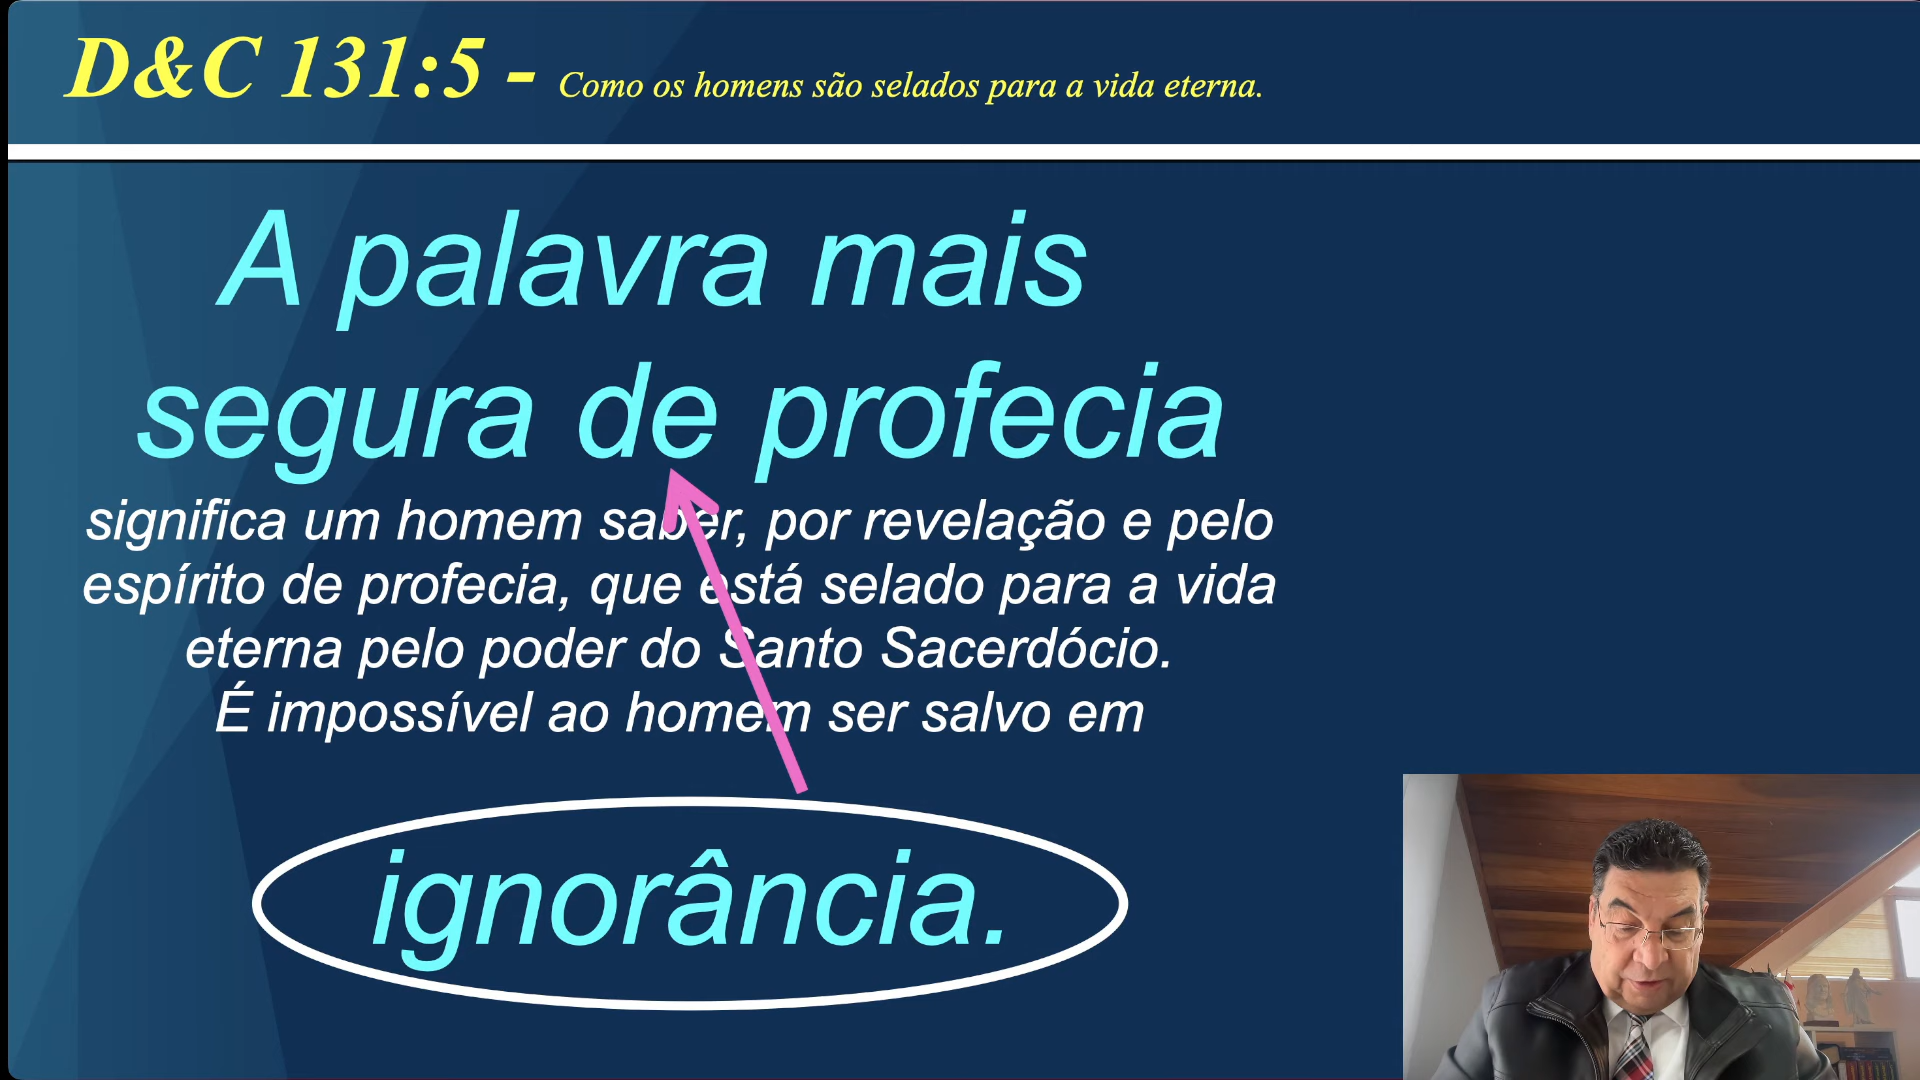 D&C 131:5 - Como os homens são selados para a vida eterna.
A palavra mais
segura de profecia
significa um homem saber, por revelação e pelo
espírito de profecia, que está selado para a vida
eterna pelo poder do Santo Sacerdócio.
É impossível ao homem ser salvo em
ignorância.